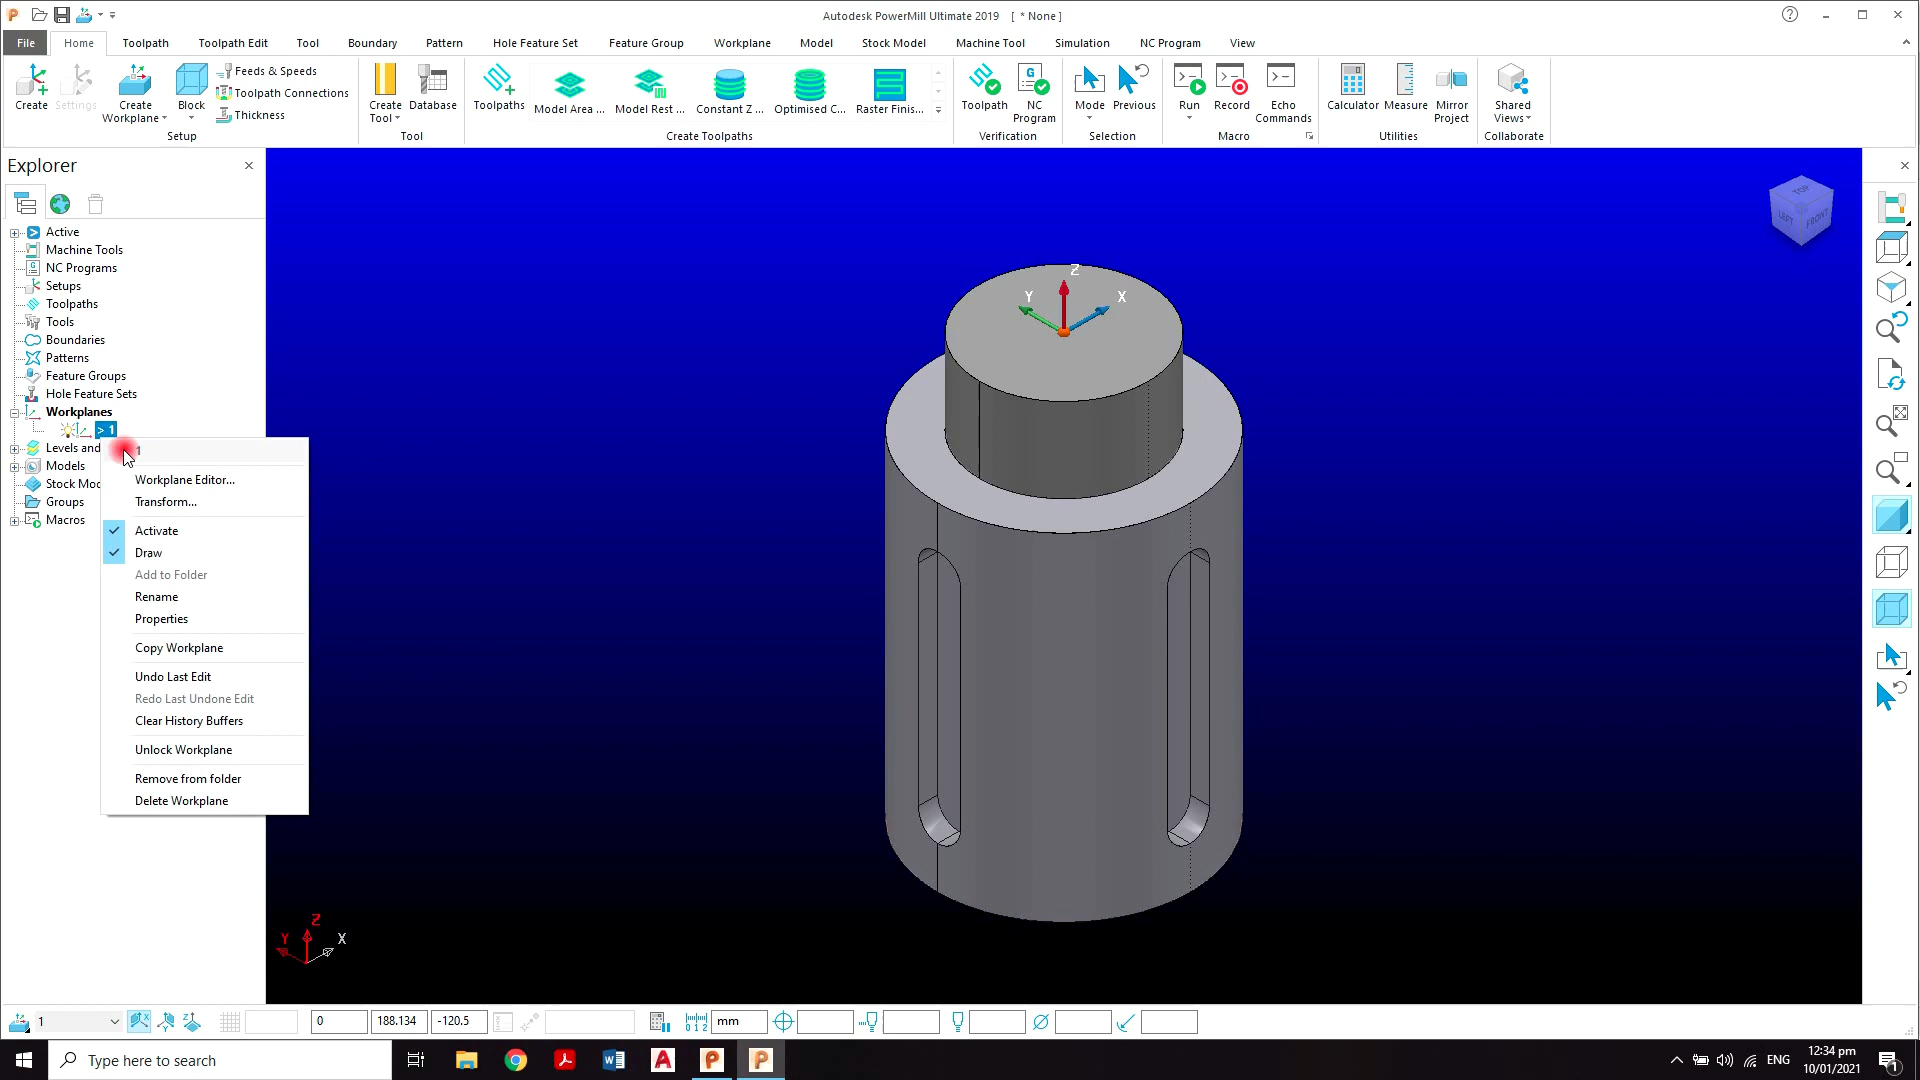 Autodesk PowerMill Ultimate 2019 [ * None ]
File Home Toolpath Toolpath Edit Tool Boundary Pattern Hole Feature Set Feature Group Workplane Model Stock Model Machine Tool Simulation NC Program View
Create
Settings
Create Workplane
Block
Feeds & Speeds
Toolpath Connections
Thickness
Setup
Create Tool
Database
Tool
Toolpaths
Model Area ...
Model Rest ...
Constant Z ...
Optimised C...
Raster Finis...
Create Toolpaths
Toolpath
NC Program
Verification
Mode
Previous
Selection
Run
Record
Echo Commands
Macro
Calculator
Measure
Mirror Project
Utilities
Shared Views
Collaborate
Explorer
Active
Machine Tools
NC Programs
Setups
Toolpaths
Tools
Boundaries
Patterns
Feature Groups
Hole Feature Sets
Workplanes
> 1
Levels and
Models
Stock Moc
Groups
Macros
1
Workplane Editor...
Transform...
Activate
Draw
Add to Folder
Rename
Properties
Copy Workplane
Undo Last Edit
Redo Last Undone Edit
Clear History Buffers
Unlock Workplane
Remove from folder
Delete Workplane
TOP
LEFT
FRONT
Z
Y
X
Z
Y
X
1
0
188.134
-120.5
mm
Type here to search
ENG
12:34 pm
10/01/2021
1